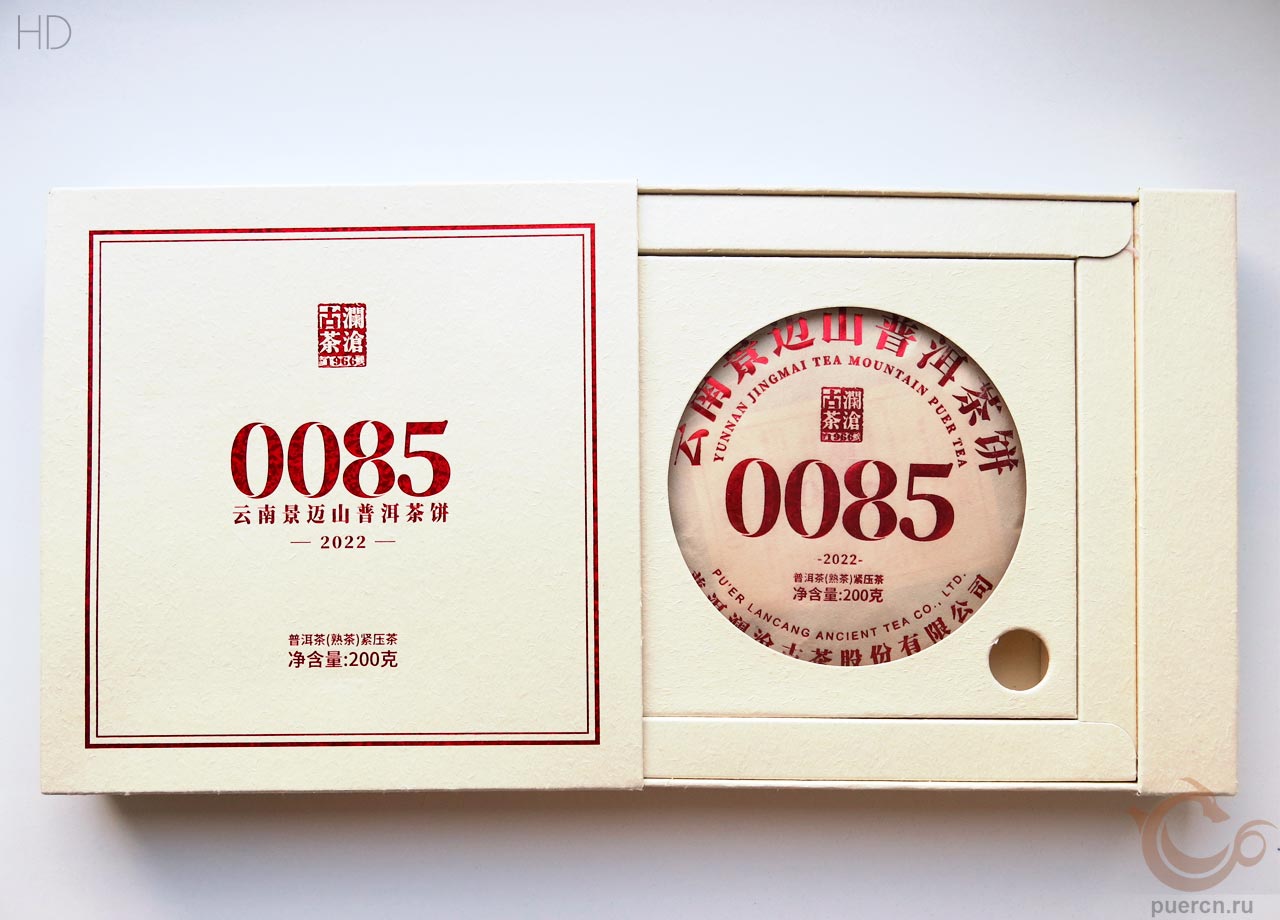 HD
古澜
茶滄
1966
0085
云南景迈山普洱茶饼
2022
普洱茶(熟茶)紧压茶
净含量:200克
云南景迈山普洱茶饼
YUNNAN JINGMAI TEA MOUNTAIN PUER TEA
古澜
茶滄
1966
0085
-2022-
普洱茶(熟茶)紧压茶
净含量:200克
PU'ER LANCANG ANCIENT TEA CO., LTD.
普洱澜沧古茶股份有限公司
puercn.ru